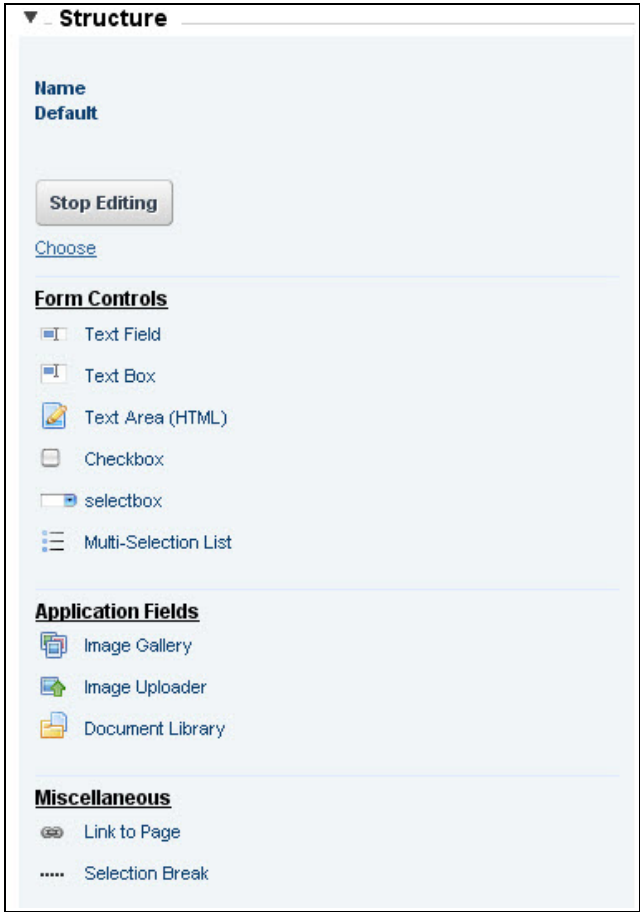 Structure
Name
Default
Stop Editing
Choose
Form Controls
Text Field
Text Box
Text Area (HTML)
Checkbox
selectbox
Multi-Selection List
Application Fields
Image Gallery
Image Uploader
Document Library
Miscellaneous
Link to Page
Selection Break